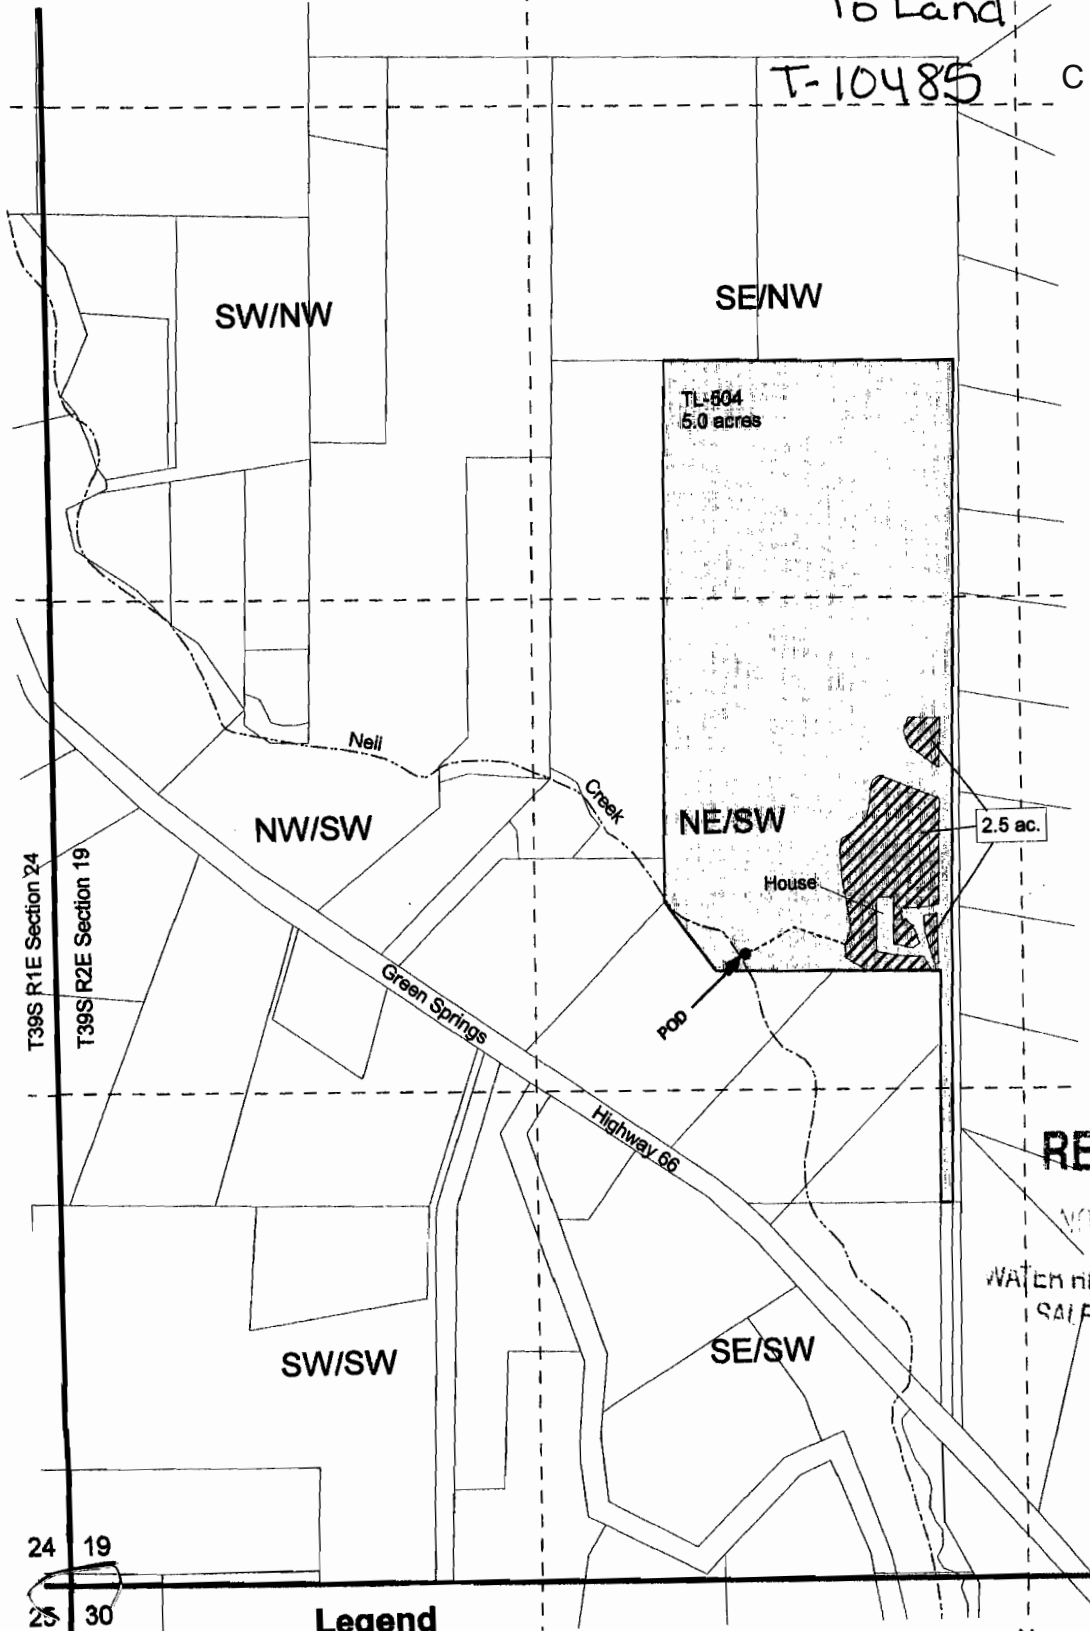 To Land
T-10485
C
SW/NW
SE/NW
TL-504
5.0 acres
Neil
Creek
NW/SW
NE/SW
2.5 ac.
House
T39S R1E Section 24
T39S R2E Section 19
Green Springs
POD
Highway 66
RE
WATER
SALE
SW/SW
SE/SW
24 19
25 30
Legend